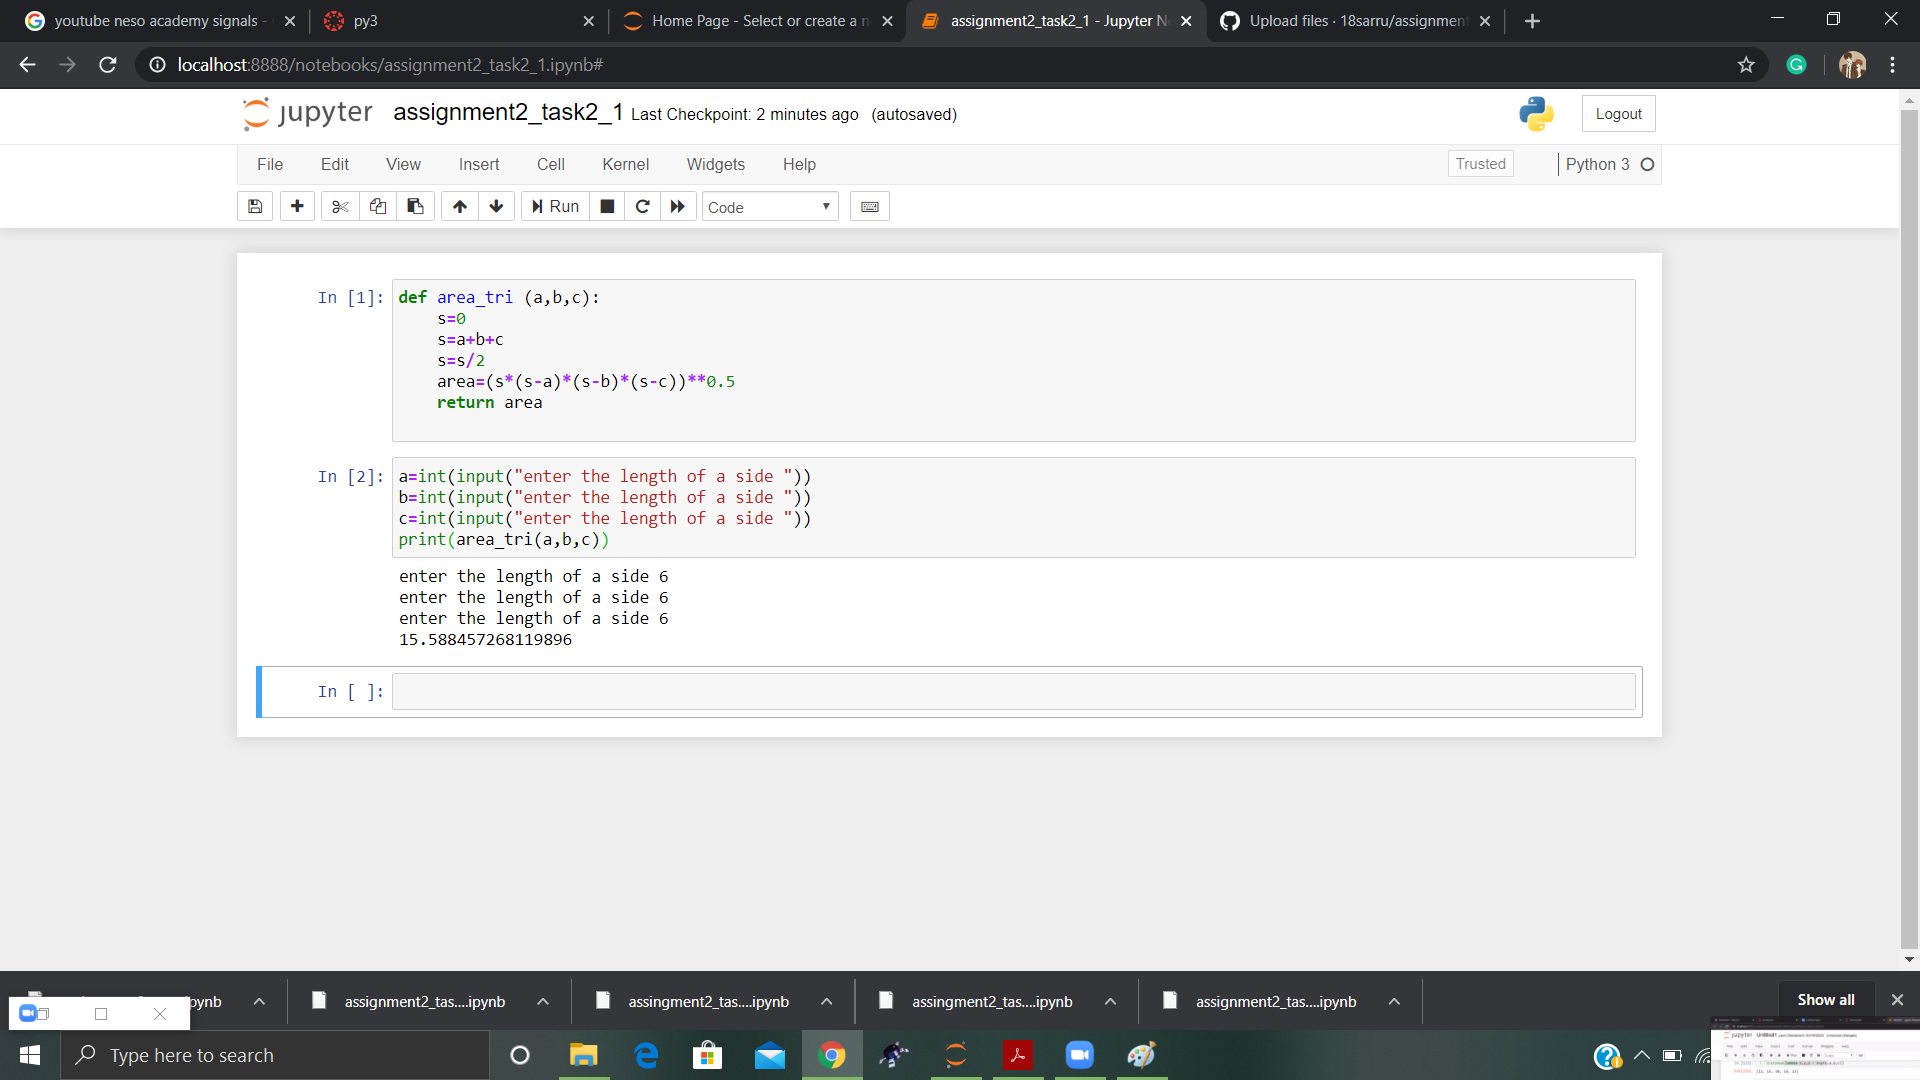 youtube neso academy signals -
py3
Home Page - Select or create a n
assignment2_task2_1 - Jupyter N
Upload files · 18sarru/assignment
localhost:8888/notebooks/assignment2_task2_1.ipynb#
jupyter assignment2_task2_1 Last Checkpoint: 2 minutes ago (autosaved)
Logout
File Edit View Insert Cell Kernel Widgets Help
Trusted
Python 3
Run
Code
In [1]: def area_tri (a,b,c):
s=0
s=a+b+c
s=s/2
area=(s*(s-a)*(s-b)*(s-c))**0.5
return area
In [2]: a=int(input("enter the length of a side "))
b=int(input("enter the length of a side "))
c=int(input("enter the length of a side "))
print(area_tri(a,b,c))
enter the length of a side 6
enter the length of a side 6
enter the length of a side 6
15.588457268119896
In [ ]:
pynb
assignment2_tas....ipynb
assingment2_tas....ipynb
assingment2_tas....ipynb
assignment2_tas....ipynb
Show all
Type here to search